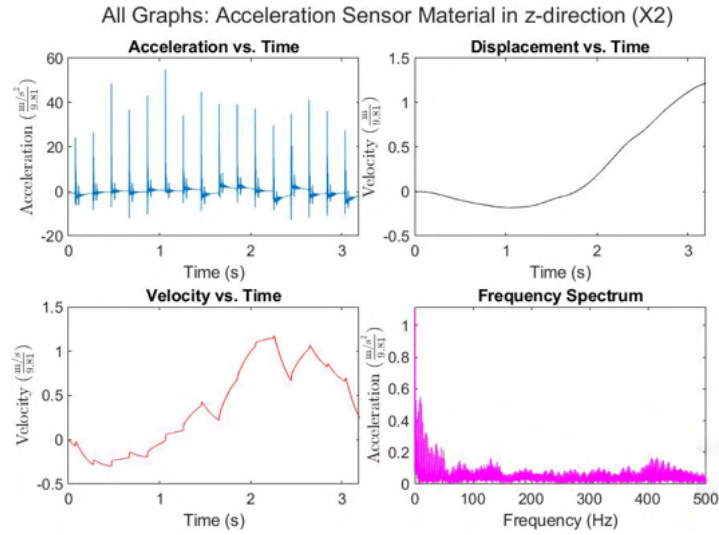 All Graphs: Acceleration Sensor Material in z-direction (X2)
Acceleration vs. Time
Acceleration (m/s²/9.81)
60
40
20
0
-20
0 1 2 3
Time (s)
Displacement vs. Time
Velocity (m/9.81)
1.5
1
0.5
0
-0.5
0 1 2 3
Time (s)
Velocity vs. Time
Velocity (m/s/9.81)
1.5
1
0.5
0
-0.5
0 1 2 3
Time (s)
Frequency Spectrum
Acceleration (m/s²/9.81)
1
0.8
0.6
0.4
0.2
0
0 100 200 300 400 500
Frequency (Hz)